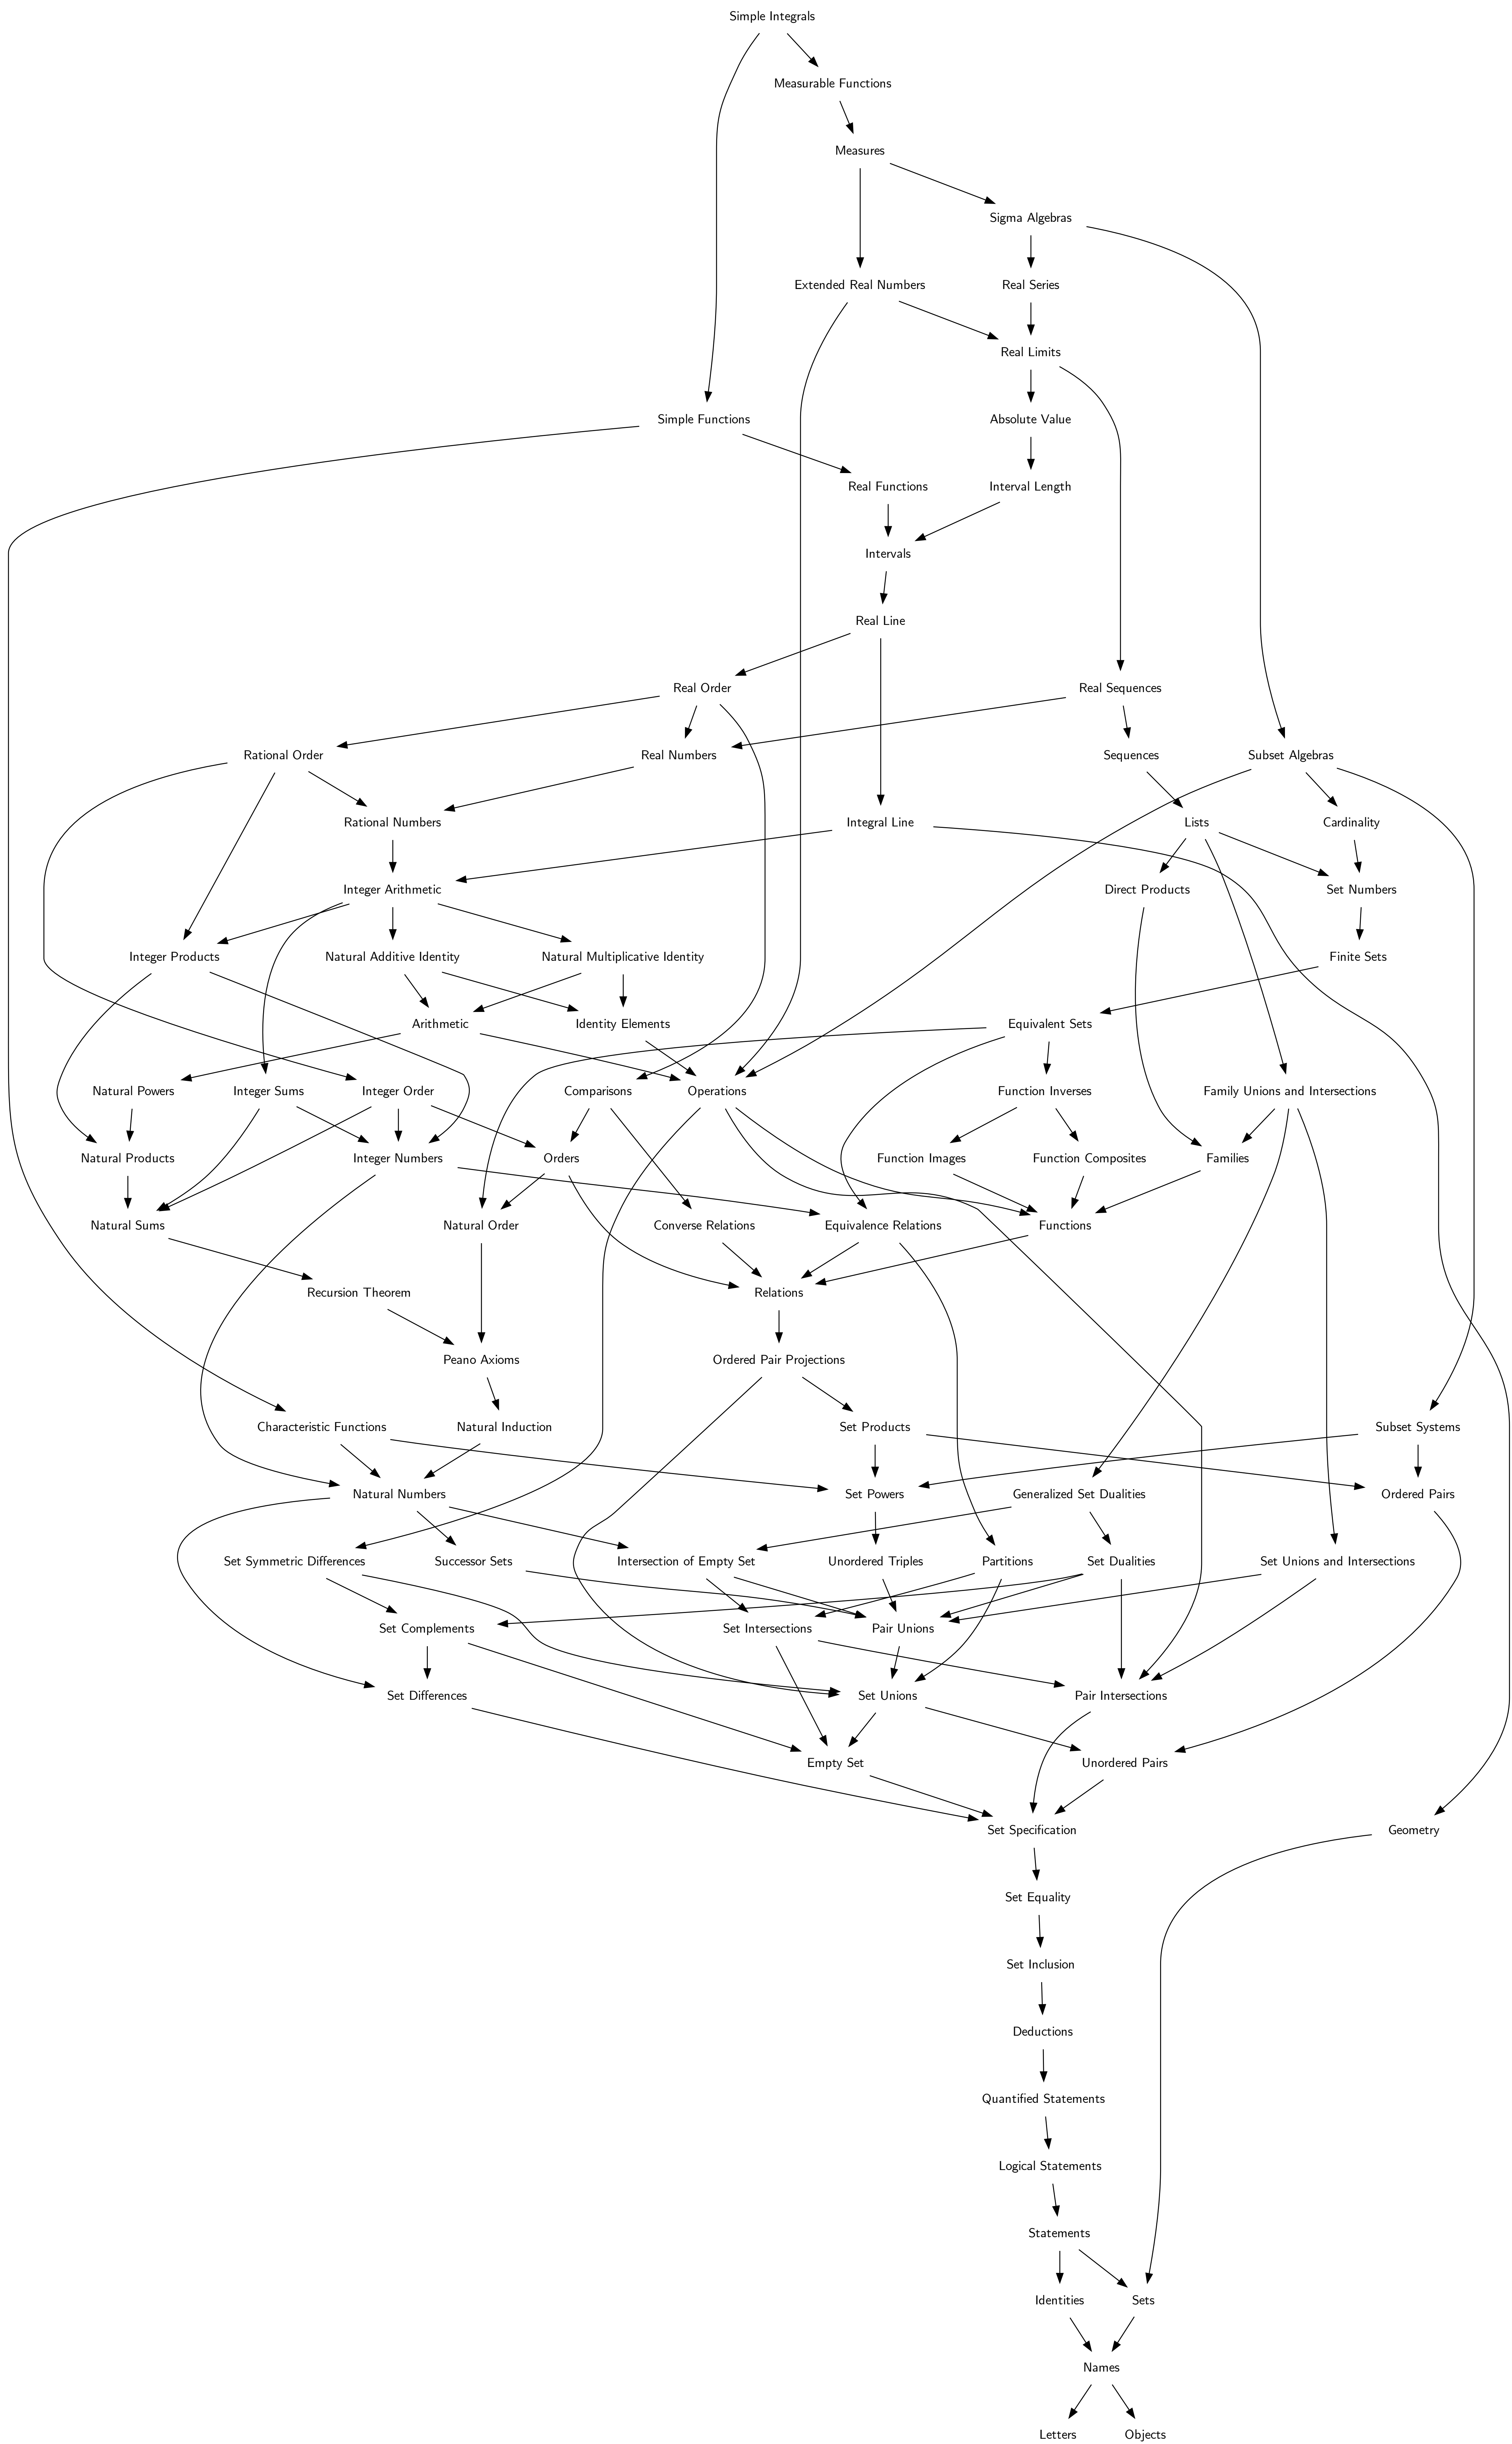 Simple Integrals
Measurable Functions
Measures
Sigma Algebras
Extended Real Numbers
Real Series
Real Limits
Simple Functions
Absolute Value
Real Functions
Interval Length
Intervals
Real Line
Real Order
Real Sequences
Rational Order
Real Numbers
Sequences
Subset Algebras
Rational Numbers
Integral Line
Lists
Cardinality
Integer Arithmetic
Direct Products
Set Numbers
Integer Products
Natural Additive Identity
Natural Multiplicative Identity
Finite Sets
Arithmetic
Identity Elements
Equivalent Sets
Natural Powers
Integer Sums
Integer Order
Comparisons
Operations
Function Inverses
Family Unions and Intersections
Natural Products
Integer Numbers
Orders
Function Images
Function Composites
Families
Natural Sums
Natural Order
Converse Relations
Equivalence Relations
Functions
Recursion Theorem
Relations
Peano Axioms
Ordered Pair Projections
Characteristic Functions
Natural Induction
Set Products
Subset Systems
Natural Numbers
Set Powers
Generalized Set Dualities
Ordered Pairs
Set Symmetric Differences
Successor Sets
Intersection of Empty Set
Unordered Triples
Partitions
Set Dualities
Set Unions and Intersections
Set Complements
Set Intersections
Pair Unions
Set Differences
Set Unions
Pair Intersections
Empty Set
Unordered Pairs
Set Specification
Geometry
Set Equality
Set Inclusion
Deductions
Quantified Statements
Logical Statements
Statements
Identities
Sets
Names
Letters
Objects